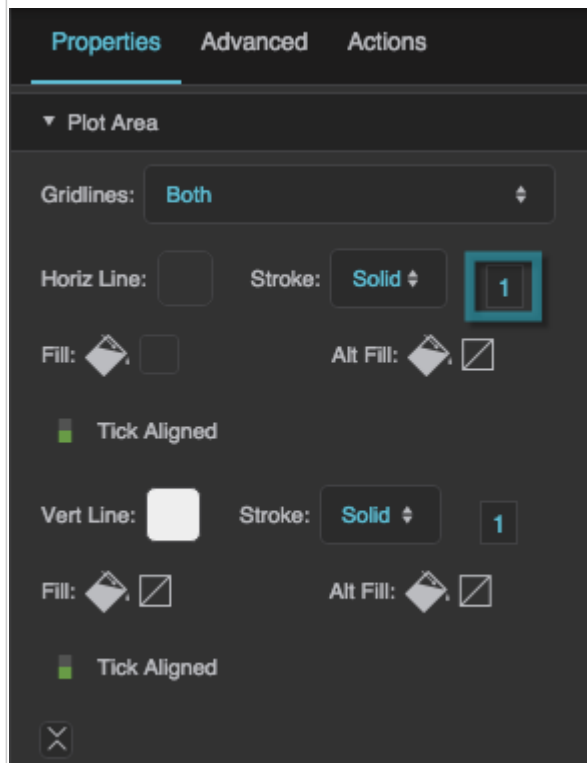 Properties Advanced Actions
Plot Area
Gridlines: Both
Horiz Line: Stroke: Solid 1
Fill: Alt Fill:
Tick Aligned
Vert Line: Stroke: Solid 1
Fill: Alt Fill:
Tick Aligned